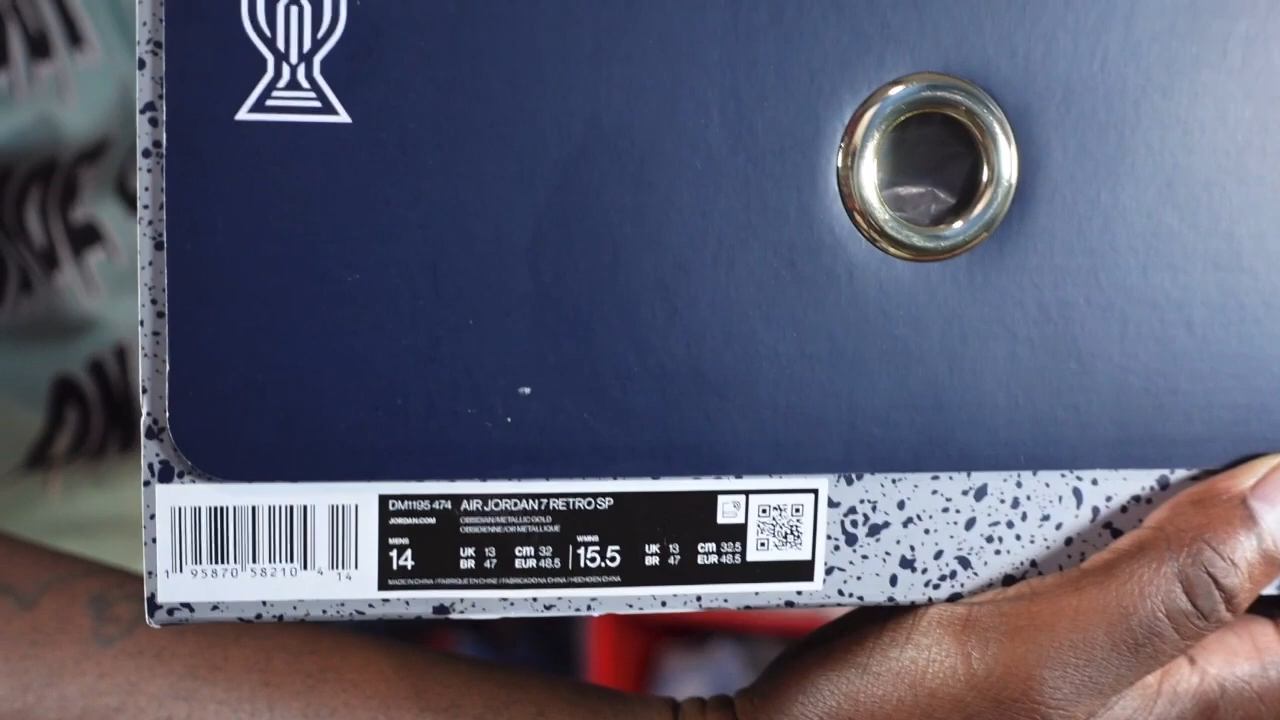 DM1195 474 AIR JORDAN 7 RETRO SP
JORDAN.COM
OBSIDIAN/METALLIC GOLD
OBSIDIENNE/OR METALLIQUE
MENS
14
UK 13 cm 32
BR 47 EUR 48.5
WMNS
15.5
UK 13 cm 32.5
BR 47 EUR 48.5
MADE IN CHINA / FABRIQUE EN CHINE / FABRICADO NA CHINA / HECHO EN CHINA
1 95870 58210 4 14